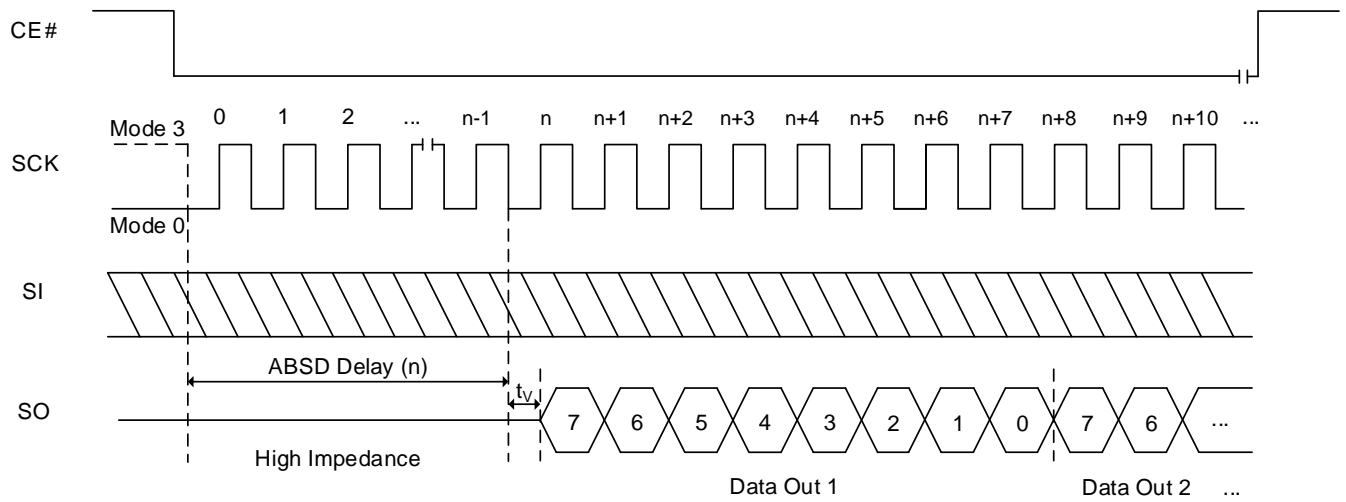 CE#
0 1 2 ... n-1 n n+1 n+2 n+3 n+4 n+5 n+6 n+7 n+8 n+9 n+10 ...
Mode 3
SCK
Mode 0
SI
ABSD Delay (n)
tV
SO
7 6 5 4 3 2 1 0 7 6 ...
High Impedance
Data Out 1 Data Out 2 ...